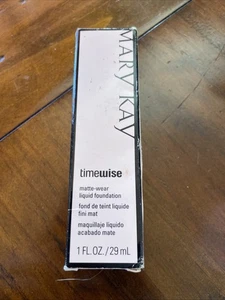 MARY KAY
timewise
matte-wear
liquid foundation
fond de teint liquide
fini mat
maquillaje líquido
acabado mate
1 FL.OZ./29 mL